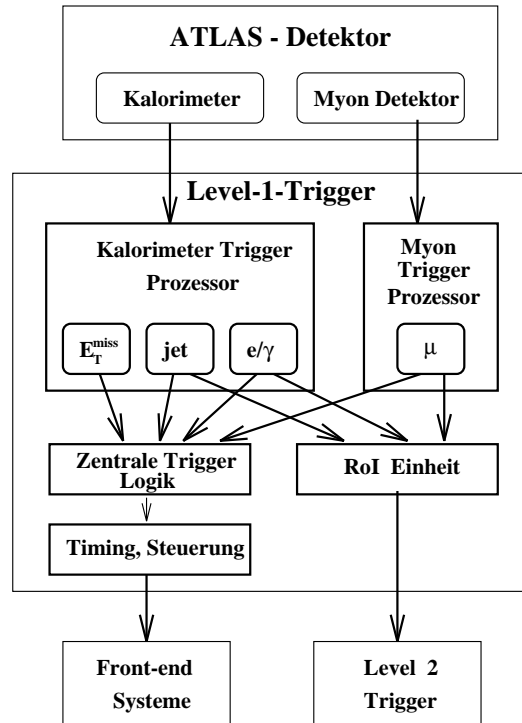 ATLAS - Detektor
Kalorimeter
Myon Detektor
Level-1-Trigger
Kalorimeter Trigger
Prozessor
Myon
Trigger
Prozessor
E_T^miss
jet
e/γ
μ
Zentrale Trigger
Logik
RoI Einheit
Timing, Steuerung
Front-end
Systeme
Level 2
Trigger